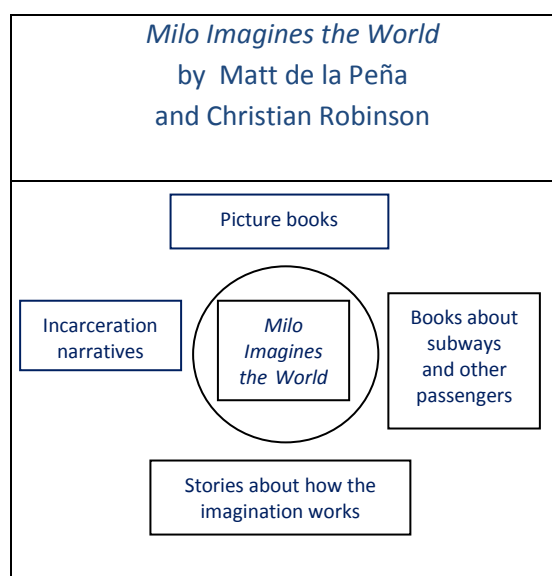 Milo Imagines the World
by Matt de la Peña
and Christian Robinson
Picture books
Incarceration
narratives
Milo
Imagines
the World
Books about
subways
and other
passengers
Stories about how the
imagination works